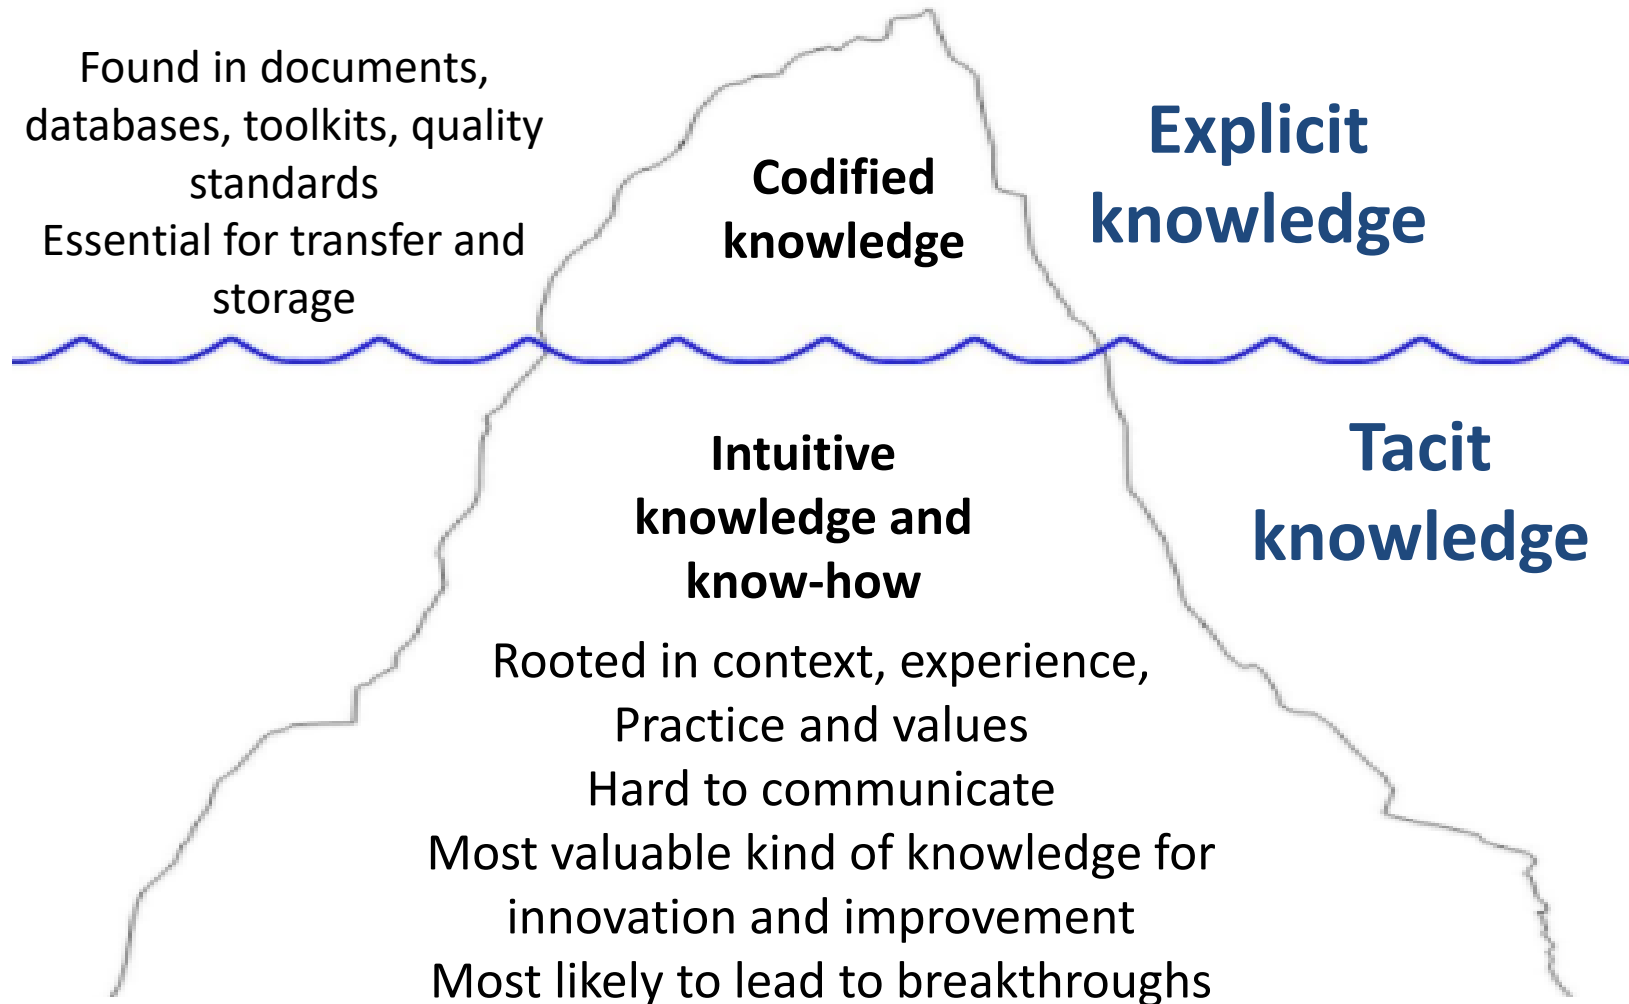 Found in documents,
databases, toolkits, quality
standards
Essential for transfer and
storage
Codified
knowledge
Explicit
knowledge
Intuitive
knowledge and
know-how
Tacit
knowledge
Rooted in context, experience,
Practice and values
Hard to communicate
Most valuable kind of knowledge for
innovation and improvement
Most likely to lead to breakthroughs